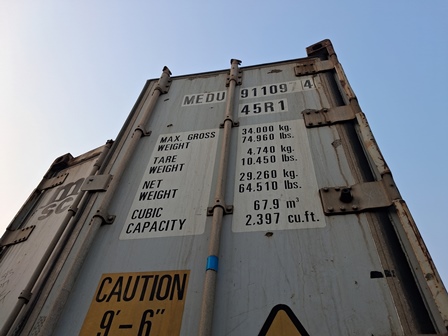 MEDU 91109 4
45R1
MAX. GROSS WEIGHT 34.000 kg. 74.960 lbs.
TARE WEIGHT 4.740 kg. 10.450 lbs.
NET WEIGHT 29.260 kg. 64.510 lbs.
CUBIC CAPACITY 67.9 m³ 2.397 cu.ft.
msc
CAUTION
9'-6"